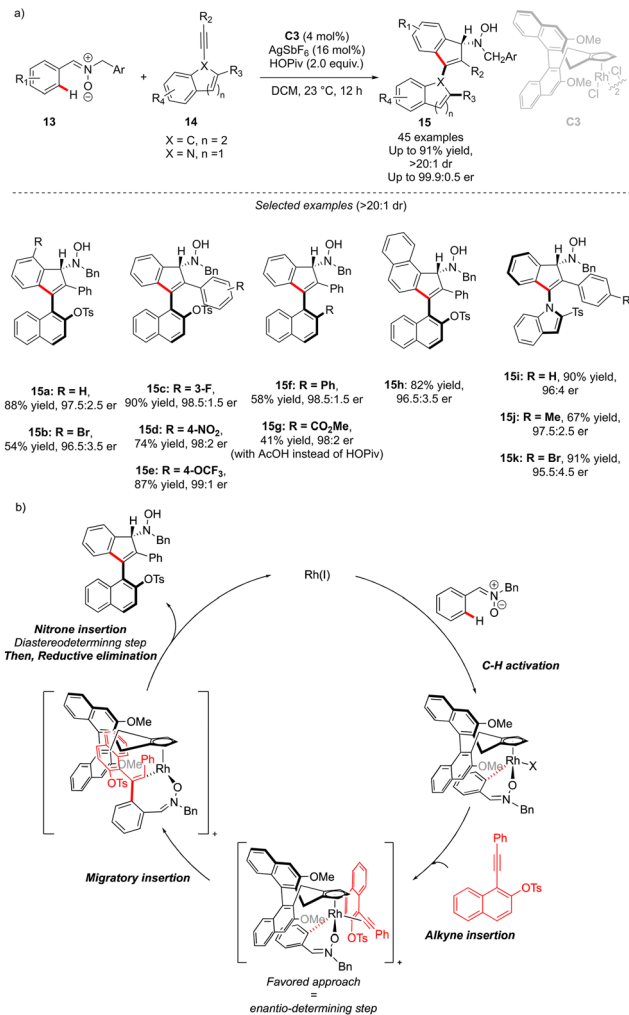 a)
R1
H
N
⊕
O
⊖
Ar
13
+
R2
X
R3
R4
n
14
X = C, n = 2
X = N, n =1
C3 (4 mol%)
AgSbF6 (16 mol%)
HOPiv (2.0 equiv.)
DCM, 23 °C, 12 h
R1
H
OH
N
CH2Ar
R2
X
R3
R4
n
15
45 examples
Up to 91% yield,
>20:1 dr
Up to 99.9:0.5 er
OMe
OMe
Rh
Cl
Cl
2
C3
Selected examples (>20:1 dr)
R
H
OH
N
Bn
Ph
OTs
15a: R = H,
88% yield, 97.5:2.5 er
15b: R = Br,
54% yield, 96.5:3.5 er
H
OH
N
Bn
R
OTs
15c: R = 3-F,
90% yield, 98.5:1.5 er
15d: R = 4-NO2,
74% yield, 98:2 er
15e: R = 4-OCF3,
87% yield, 99:1 er
H
OH
N
Bn
Ph
R
15f: R = Ph,
58% yield, 98.5:1.5 er
15g: R = CO2Me,
41% yield, 98:2 er
(with AcOH instead of HOPiv)
H
OH
N
Bn
Ph
OTs
15h: 82% yield,
96.5:3.5 er
H
OH
N
Bn
R
N
Ts
15i: R = H, 90% yield,
96:4 er
15j: R = Me, 67% yield,
97.5:2.5 er
15k: R = Br, 91% yield,
95.5:4.5 er
b)
H
OH
N
Bn
Ph
OTs
Nitrone insertion
Diastereodeterminng step
Then, Reductive elimination
Rh(I)
Bn
N
⊕
O
⊖
H
C-H activation
OMe
OMe
Rh
X
O
N
Bn
Ph
OTs
Alkyne insertion
OMe
OMe
Rh
O
N
Bn
Ph
OTs
+
Favored approach
=
enantio-determining step
Migratory insertion
OMe
Ph
Rh
OTs
O
N
Bn
+